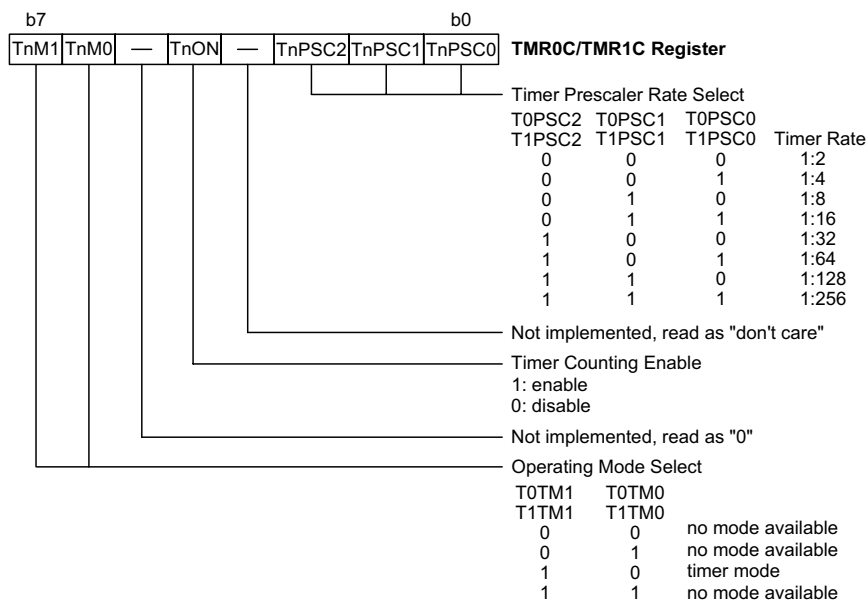 b7 b0
TnM1 TnM0 — TnON — TnPSC2 TnPSC1 TnPSC0 TMR0C/TMR1C Register
Timer Prescaler Rate Select
T0PSC2 T0PSC1 T0PSC0
T1PSC2 T1PSC1 T1PSC0 Timer Rate
0 0 0 1:2
0 0 1 1:4
0 1 0 1:8
0 1 1 1:16
1 0 0 1:32
1 0 1 1:64
1 1 0 1:128
1 1 1 1:256
Not implemented, read as "don't care"
Timer Counting Enable
1: enable
0: disable
Not implemented, read as "0"
Operating Mode Select
T0TM1 T0TM0
T1TM1 T1TM0
0 0 no mode available
0 1 no mode available
1 0 timer mode
1 1 no mode available